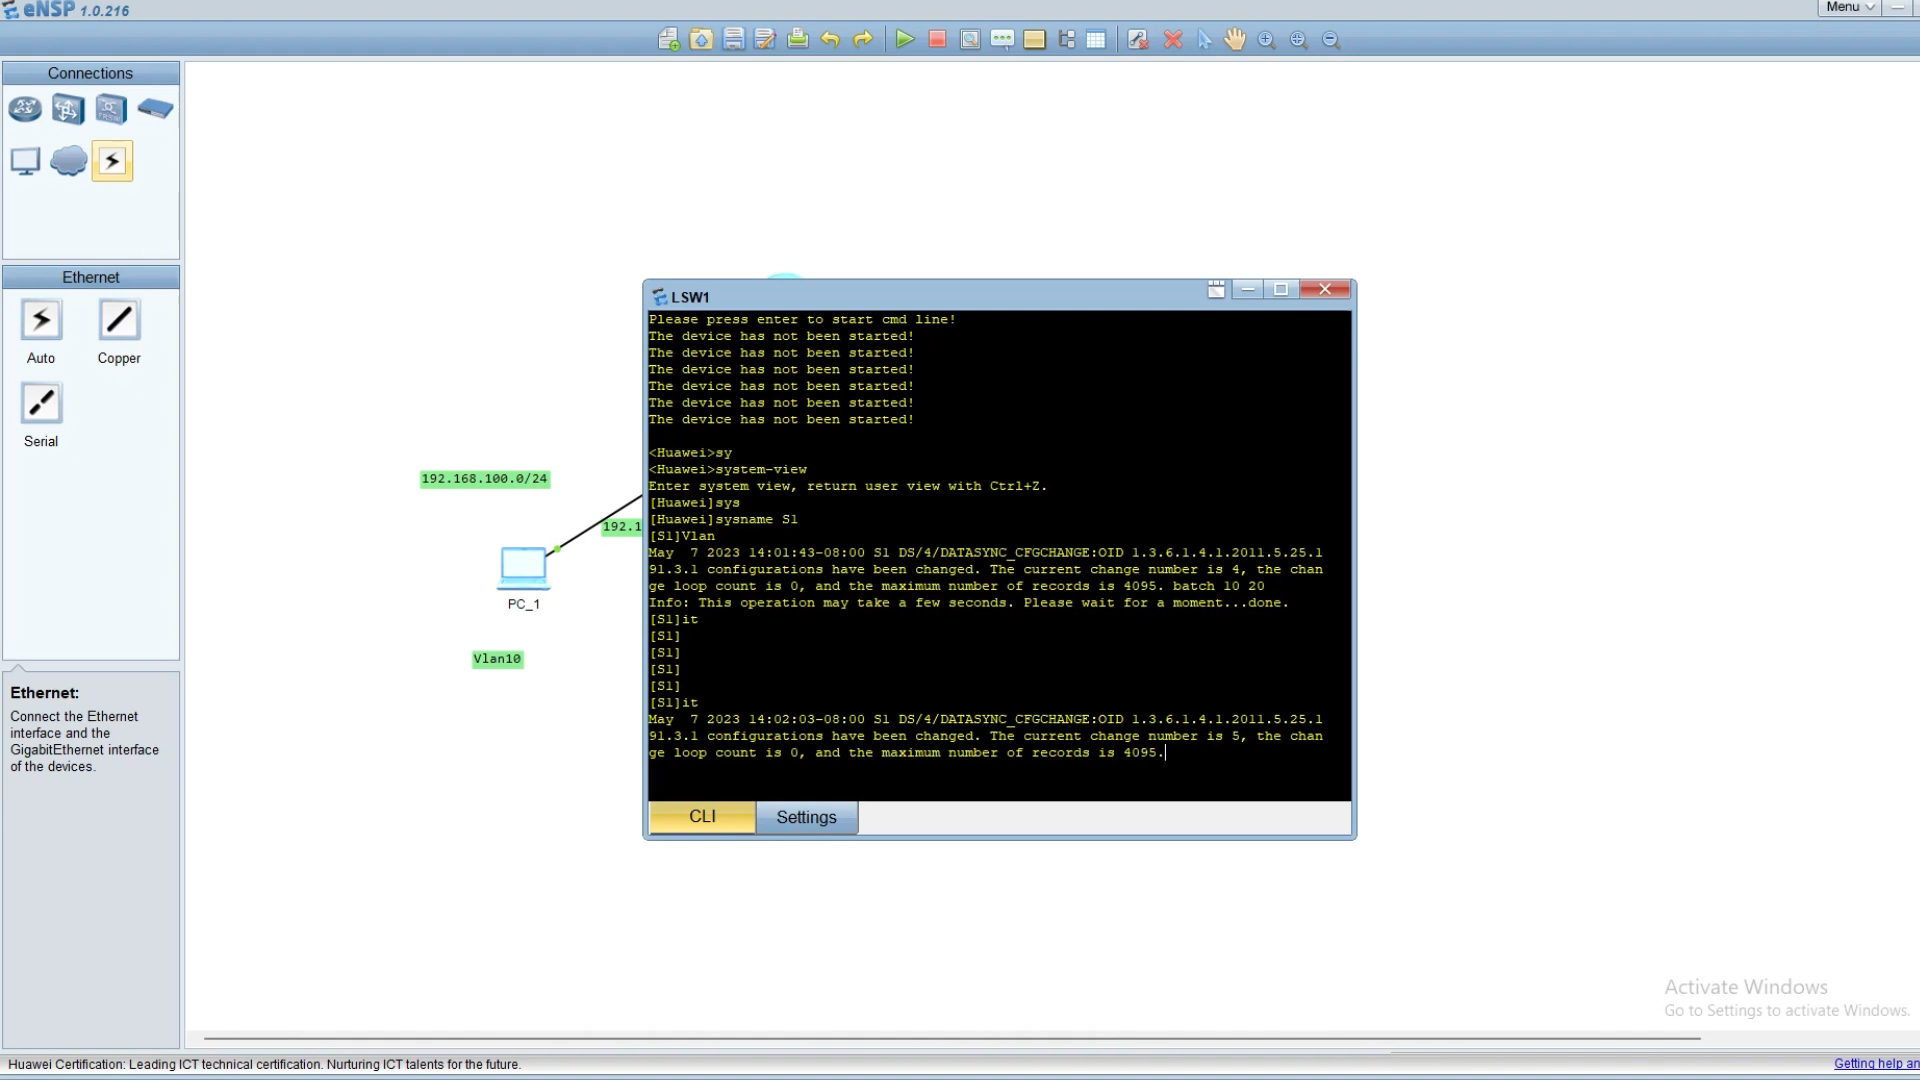 eNSP 1.0.216
Menu
Connections
Ethernet
Auto
Copper
Serial
Ethernet:
Connect the Ethernet
interface and the
GigabitEthernet interface
of the devices.
192.168.100.0/24
192.1
PC_1
Vlan10
LSW1
Please press enter to start cmd line!
The device has not been started!
The device has not been started!
The device has not been started!
The device has not been started!
The device has not been started!
The device has not been started!
<Huawei>sy
<Huawei>system-view
Enter system view, return user view with Ctrl+Z.
[Huawei]sys
[Huawei]sysname S1
[S1]Vlan
May  7 2023 14:01:43-08:00 S1 DS/4/DATASYNC_CFGCHANGE:OID 1.3.6.1.4.1.2011.5.25.1
91.3.1 configurations have been changed. The current change number is 4, the chan
ge loop count is 0, and the maximum number of records is 4095. batch 10 20
Info: This operation may take a few seconds. Please wait for a moment...done.
[S1]it
[S1]
[S1]
[S1]
[S1]
[S1]it
May  7 2023 14:02:03-08:00 S1 DS/4/DATASYNC_CFGCHANGE:OID 1.3.6.1.4.1.2011.5.25.1
91.3.1 configurations have been changed. The current change number is 5, the chan
ge loop count is 0, and the maximum number of records is 4095.
CLI
Settings
Activate Windows
Go to Settings to activate Windows.
Huawei Certification: Leading ICT technical certification. Nurturing ICT talents for the future.
Getting help an